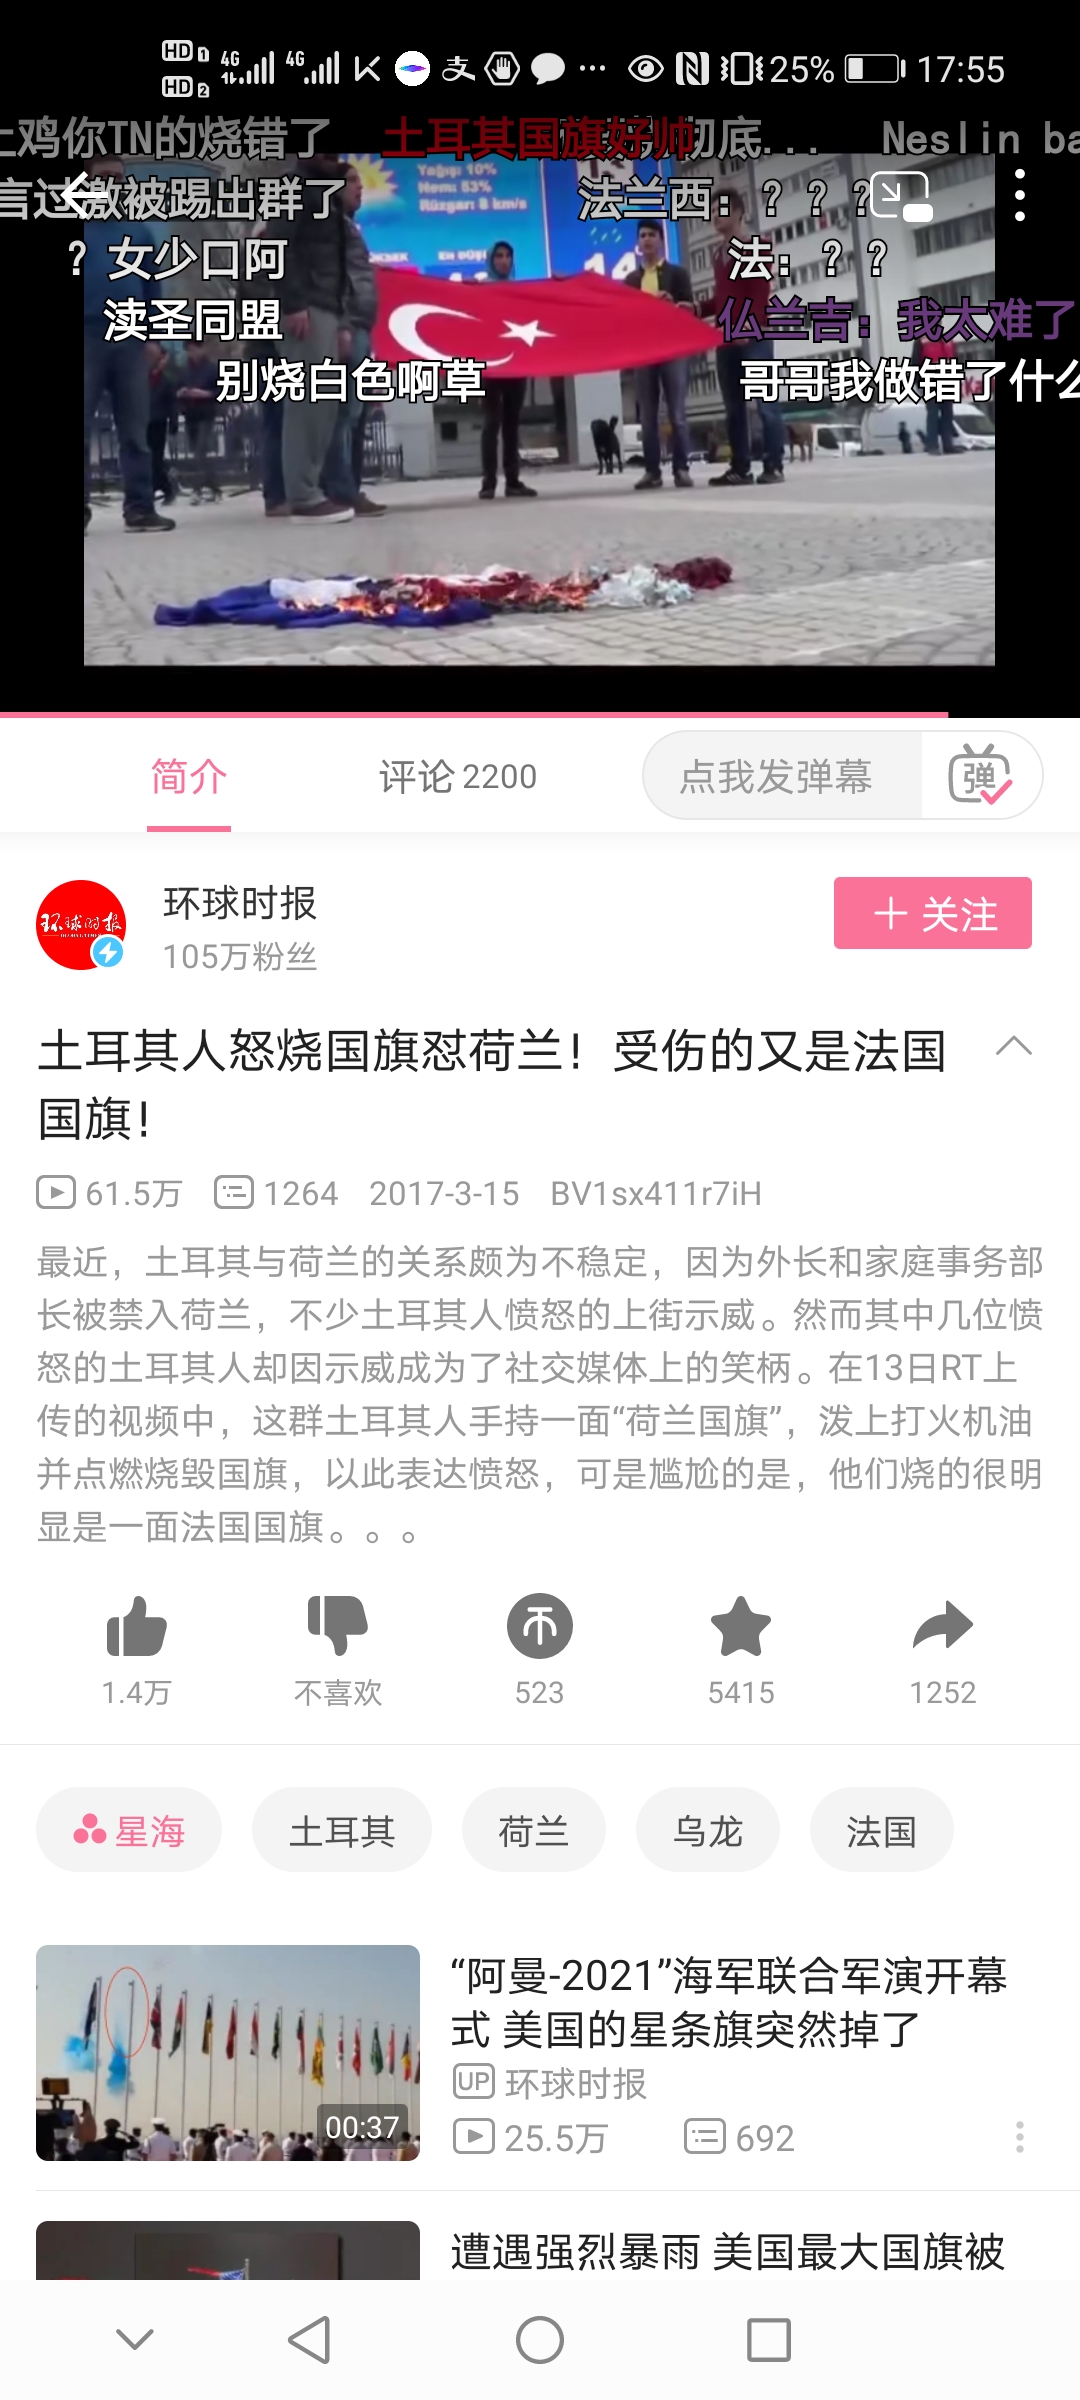 HD 1 4G 4G 25% 17:55
HD 2
上鸡你TN的烧错了 土耳其国旗好帅 彻底... Neslin ba
言过激被踢出群了 法兰西：？？？
Yağış: 10%
Nem: 53%
Rüzgar: 8 km/s
？女少口阿 法：？？
14
渎圣同盟 仏兰吉：我太难了
别烧白色啊草 哥哥我做错了什么
简介 评论 2200 点我发弹幕 弹
环球时报
环球时报
105万粉丝
＋ 关注
土耳其人怒烧国旗怼荷兰！受伤的又是法国
国旗！
61.5万 1264 2017-3-15 BV1sx411r7iH
最近，土耳其与荷兰的关系颇为不稳定，因为外长和家庭事务部
长被禁入荷兰，不少土耳其人愤怒的上街示威。然而其中几位愤
怒的土耳其人却因示威成为了社交媒体上的笑柄。在13日RT上
传的视频中，这群土耳其人手持一面“荷兰国旗”，泼上打火机油
并点燃烧毁国旗，以此表达愤怒，可是尴尬的是，他们烧的很明
显是一面法国国旗。。。
1.4万 不喜欢 523 5415 1252
星海 土耳其 荷兰 乌龙 法国
“阿曼-2021”海军联合军演开幕
式 美国的星条旗突然掉了
UP 环球时报
00:37
25.5万 692
遭遇强烈暴雨 美国最大国旗被